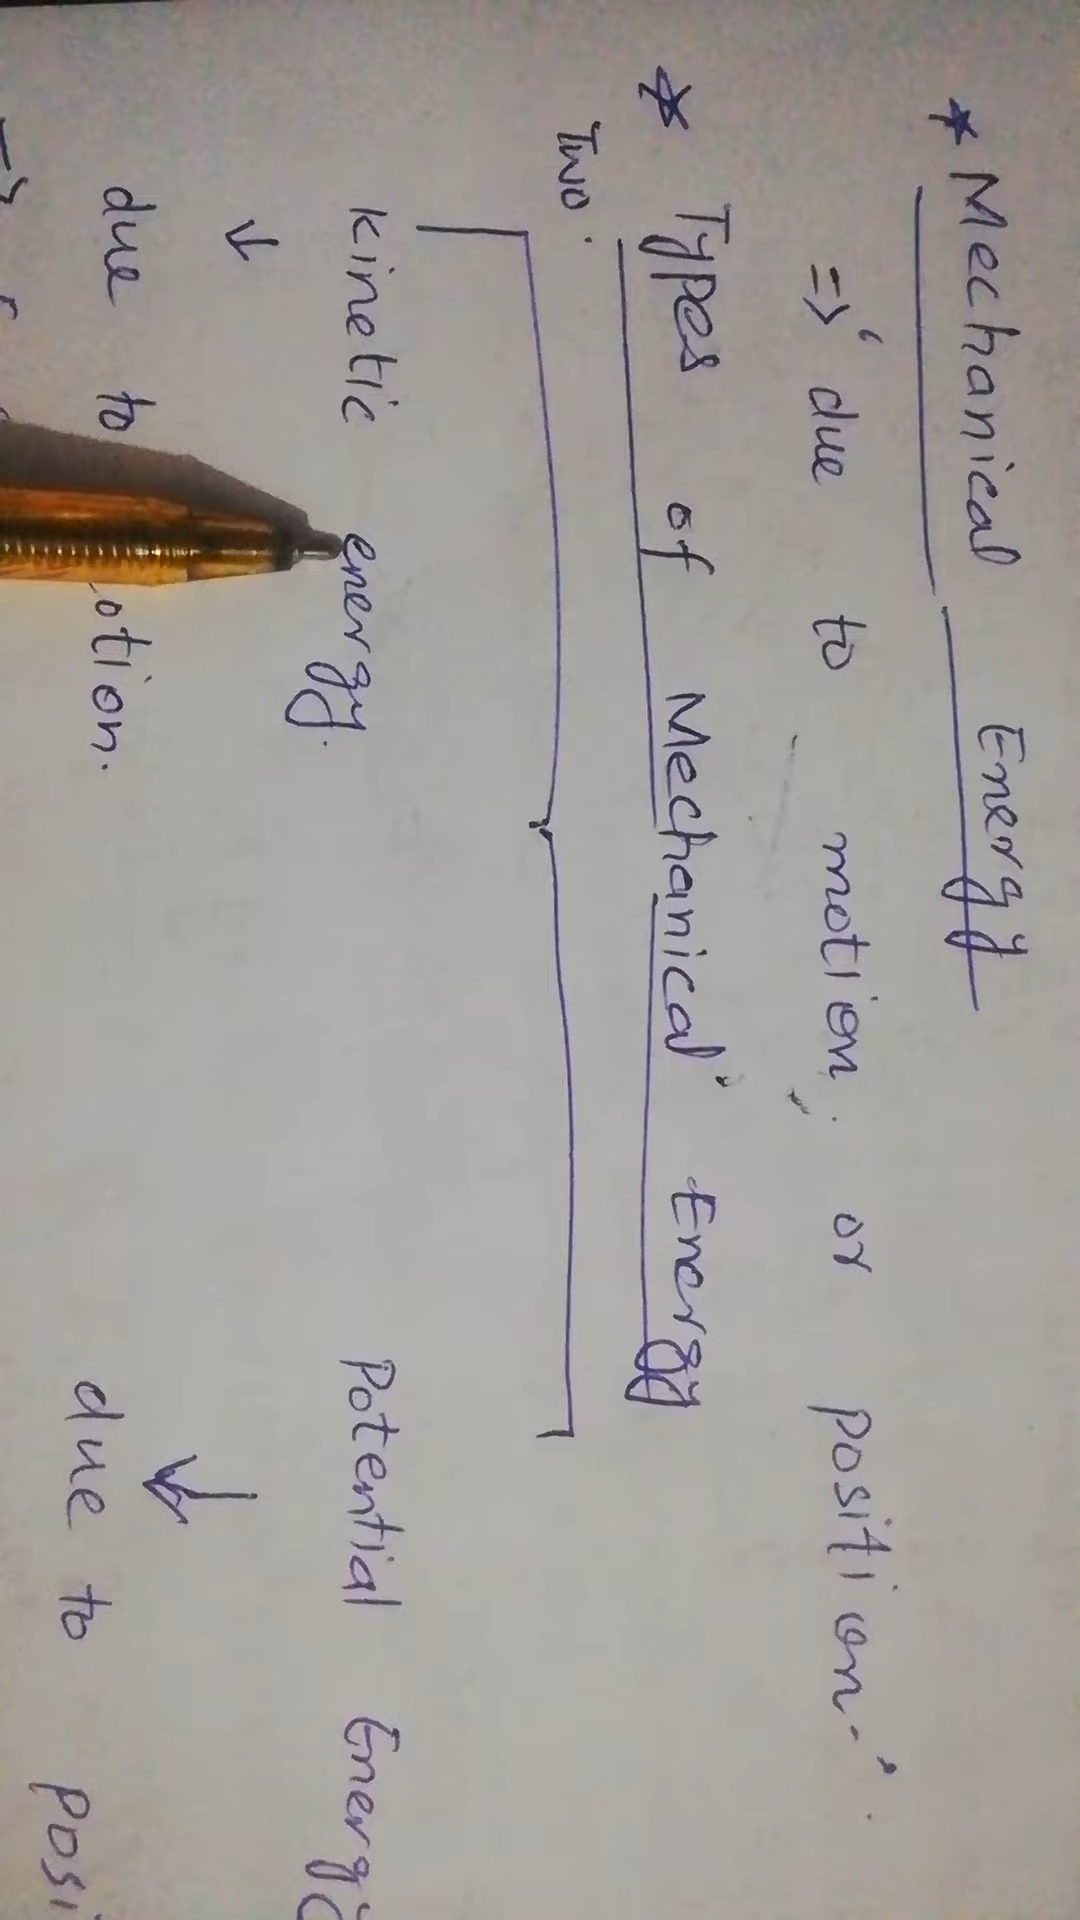 * Mechanical Energy
=> "due to motion or position".
* Types of Mechanical Energy
Two.
Kinetic energy. Potential Energy
↓ ↓
due to otion. due to posi